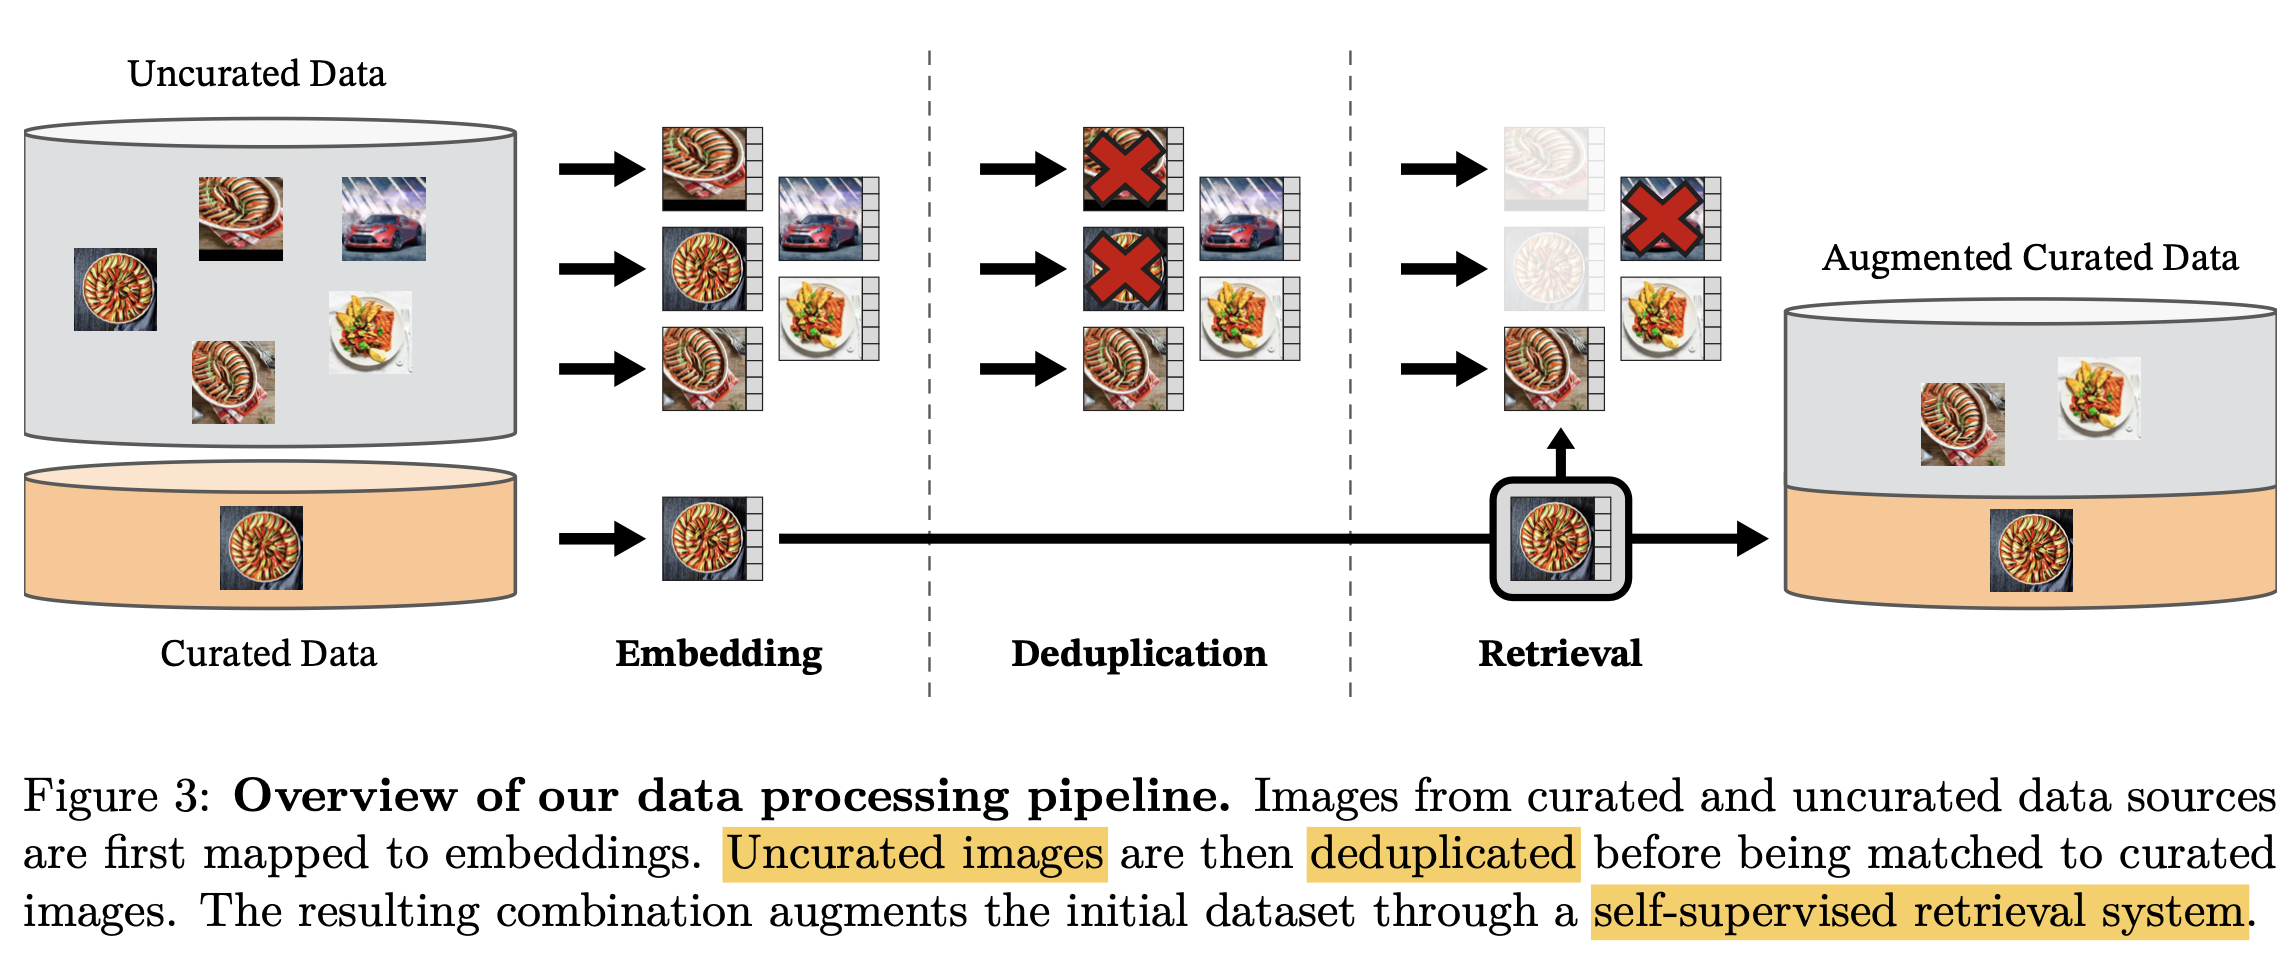 Uncurated Data
Augmented Curated Data
Curated Data
Embedding
Deduplication
Retrieval
Figure 3: Overview of our data processing pipeline. Images from curated and uncurated data sources
are first mapped to embeddings. Uncurated images are then deduplicated before being matched to curated
images. The resulting combination augments the initial dataset through a self-supervised retrieval system.